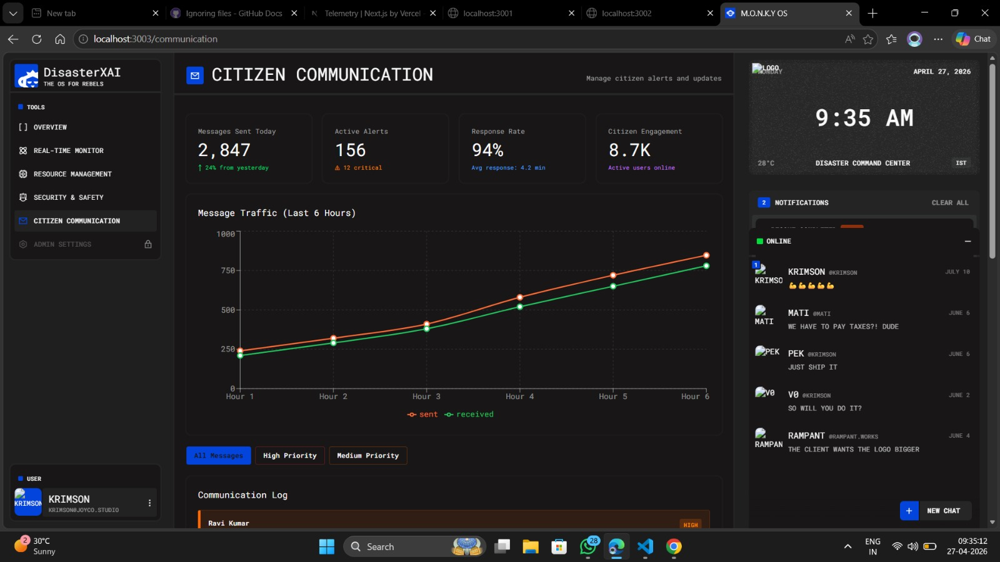 New tab
Ignoring files - GitHub Docs
Telemetry | Next.js by Vercel
localhost:3001
localhost:3002
M.O.N.K.Y OS
localhost:3003/communication
Chat
DisasterXAI
THE OS FOR REBELS
TOOLS
[ ] OVERVIEW
REAL-TIME MONITOR
RESOURCE MANAGEMENT
SECURITY & SAFETY
CITIZEN COMMUNICATION
ADMIN SETTINGS
USER
KRIMSON
KRIMSON
KRIMSON@JOYCO.STUDIO
CITIZEN COMMUNICATION
Manage citizen alerts and updates
Messages Sent Today
2,847
↑ 24% from yesterday
Active Alerts
156
⚠ 12 critical
Response Rate
94%
Avg response: 4.2 min
Citizen Engagement
8.7K
Active users online
Message Traffic (Last 6 Hours)
1000
750
500
250
0
Hour 1 Hour 2 Hour 3 Hour 4 Hour 5 Hour 6
sent received
All Messages
High Priority
Medium Priority
Communication Log
Ravi Kumar
HIGH
LOGO
MONDAY
APRIL 27, 2026
9:35 AM
28°C
DISASTER COMMAND CENTER
IST
2 NOTIFICATIONS
CLEAR ALL
ONLINE
1
KRIMSO
KRIMSON @KRIMSON
JULY 10
💪💪💪💪💪
MATI
MATI @MATI
JUNE 6
WE HAVE TO PAY TAXES?! DUDE
PEK
PEK @KRIMSON
JUNE 6
JUST SHIP IT
V0
V0 @KRIMSON
JUNE 2
SO WILL YOU DO IT?
RAMPAN
RAMPANT @RAMPANT.WORKS
JUNE 4
THE CLIENT WANTS THE LOGO BIGGER
+ NEW CHAT
2
30°C
Sunny
Search
28
ENG
IN
09:35:12
27-04-2026